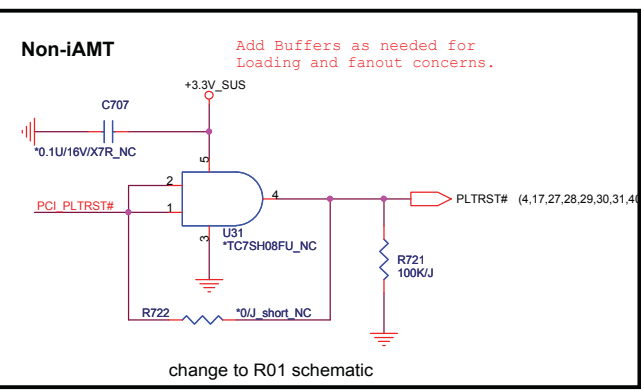 Non-iAMT
Add Buffers as needed for
Loading and fanout concerns.
+3.3V_SUS
C707
*0.1U/16V/X7R_NC
5
2
4
PCI_PLTRST#
1
PLTRST# (4,17,27,28,29,30,31,40
U31
*TC7SH08FU_NC
3
R721
100K/J
R722
*0/J_short_NC
change to R01 schematic